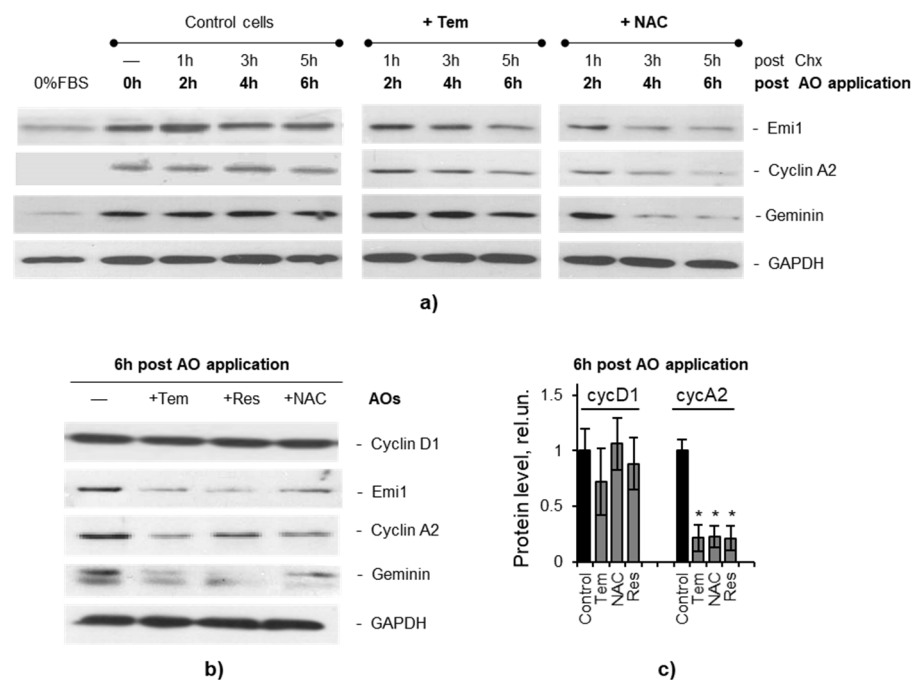 Control cells + Tem + NAC
— 1h 3h 5h 1h 3h 5h 1h 3h 5h post Chx
0%FBS 0h 2h 4h 6h 2h 4h 6h 2h 4h 6h post AO application
- Emi1
- Cyclin A2
- Geminin
- GAPDH
a)
6h post AO application
— +Tem +Res +NAC AOs
- Cyclin D1
- Emi1
- Cyclin A2
- Geminin
- GAPDH
b)
6h post AO application
Protein level, rel.un.
1.5
1
0.5
0
cycD1 cycA2
* * *
Control Tem NAC Res Control Tem NAC Res
c)